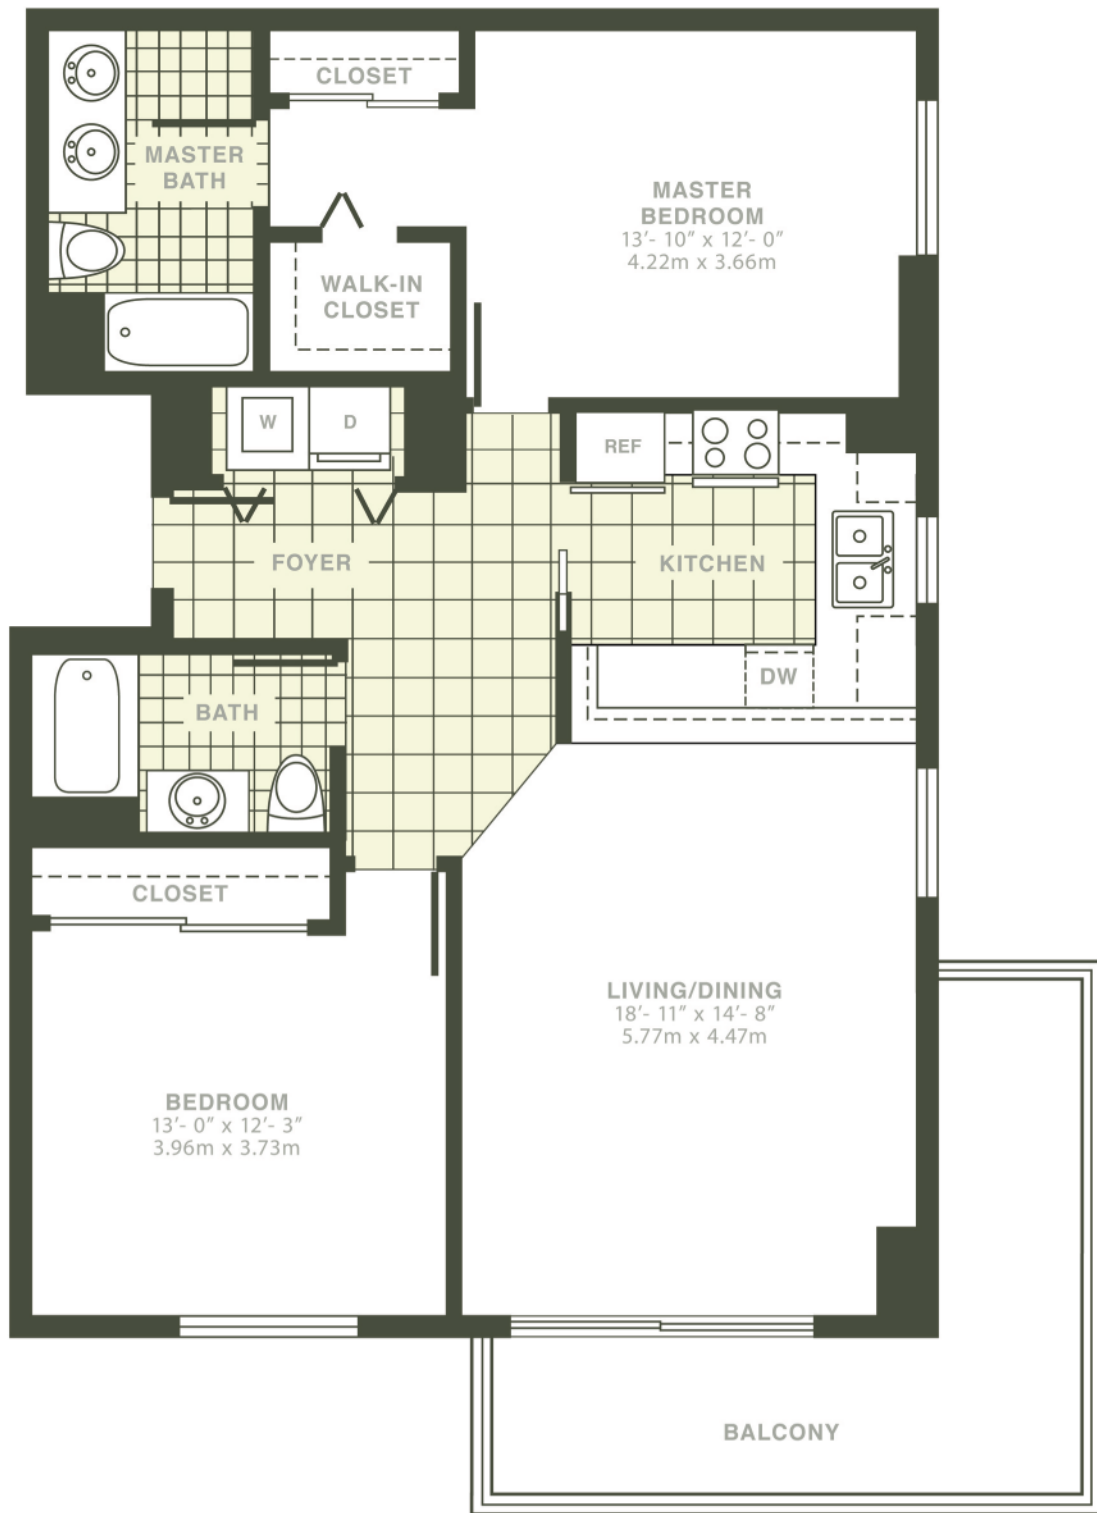 CLOSET
MASTER
BATH
MASTER
BEDROOM
13'- 10" x 12'- 0"
4.22m x 3.66m
WALK-IN
CLOSET
W
D
REF
FOYER
KITCHEN
DW
BATH
CLOSET
LIVING/DINING
18'- 11" x 14'- 8"
5.77m x 4.47m
BEDROOM
13'- 0" x 12'- 3"
3.96m x 3.73m
BALCONY